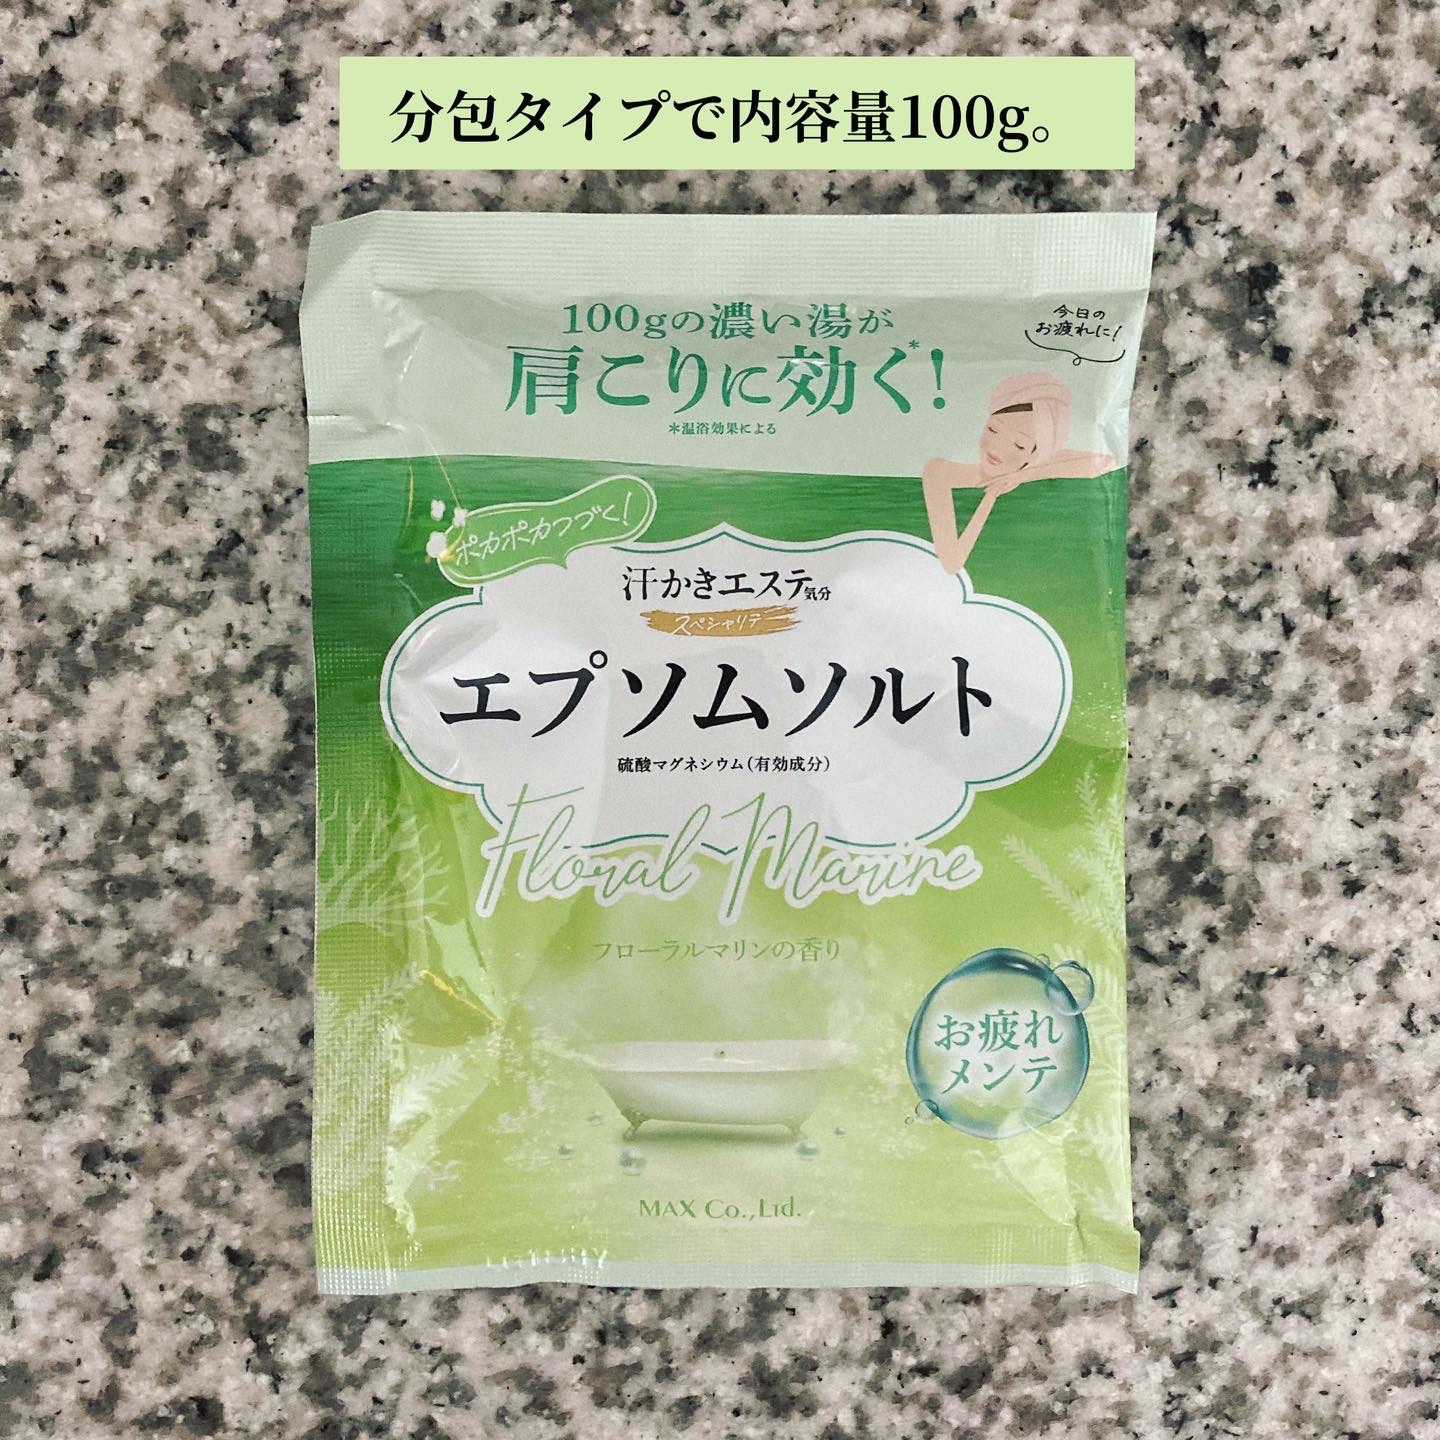 分包タイプで内容量100g。
100gの濃い湯が
肩こりに効く*!
*温浴効果による
今日の
お疲れに!
ポカポカつづく!
汗かきエステ気分
スペシャリテ
エプソムソルト
硫酸マグネシウム(有効成分)
Floral Marine
フローラルマリンの香り
お疲れ
メンテ
MAX Co.,Ltd.